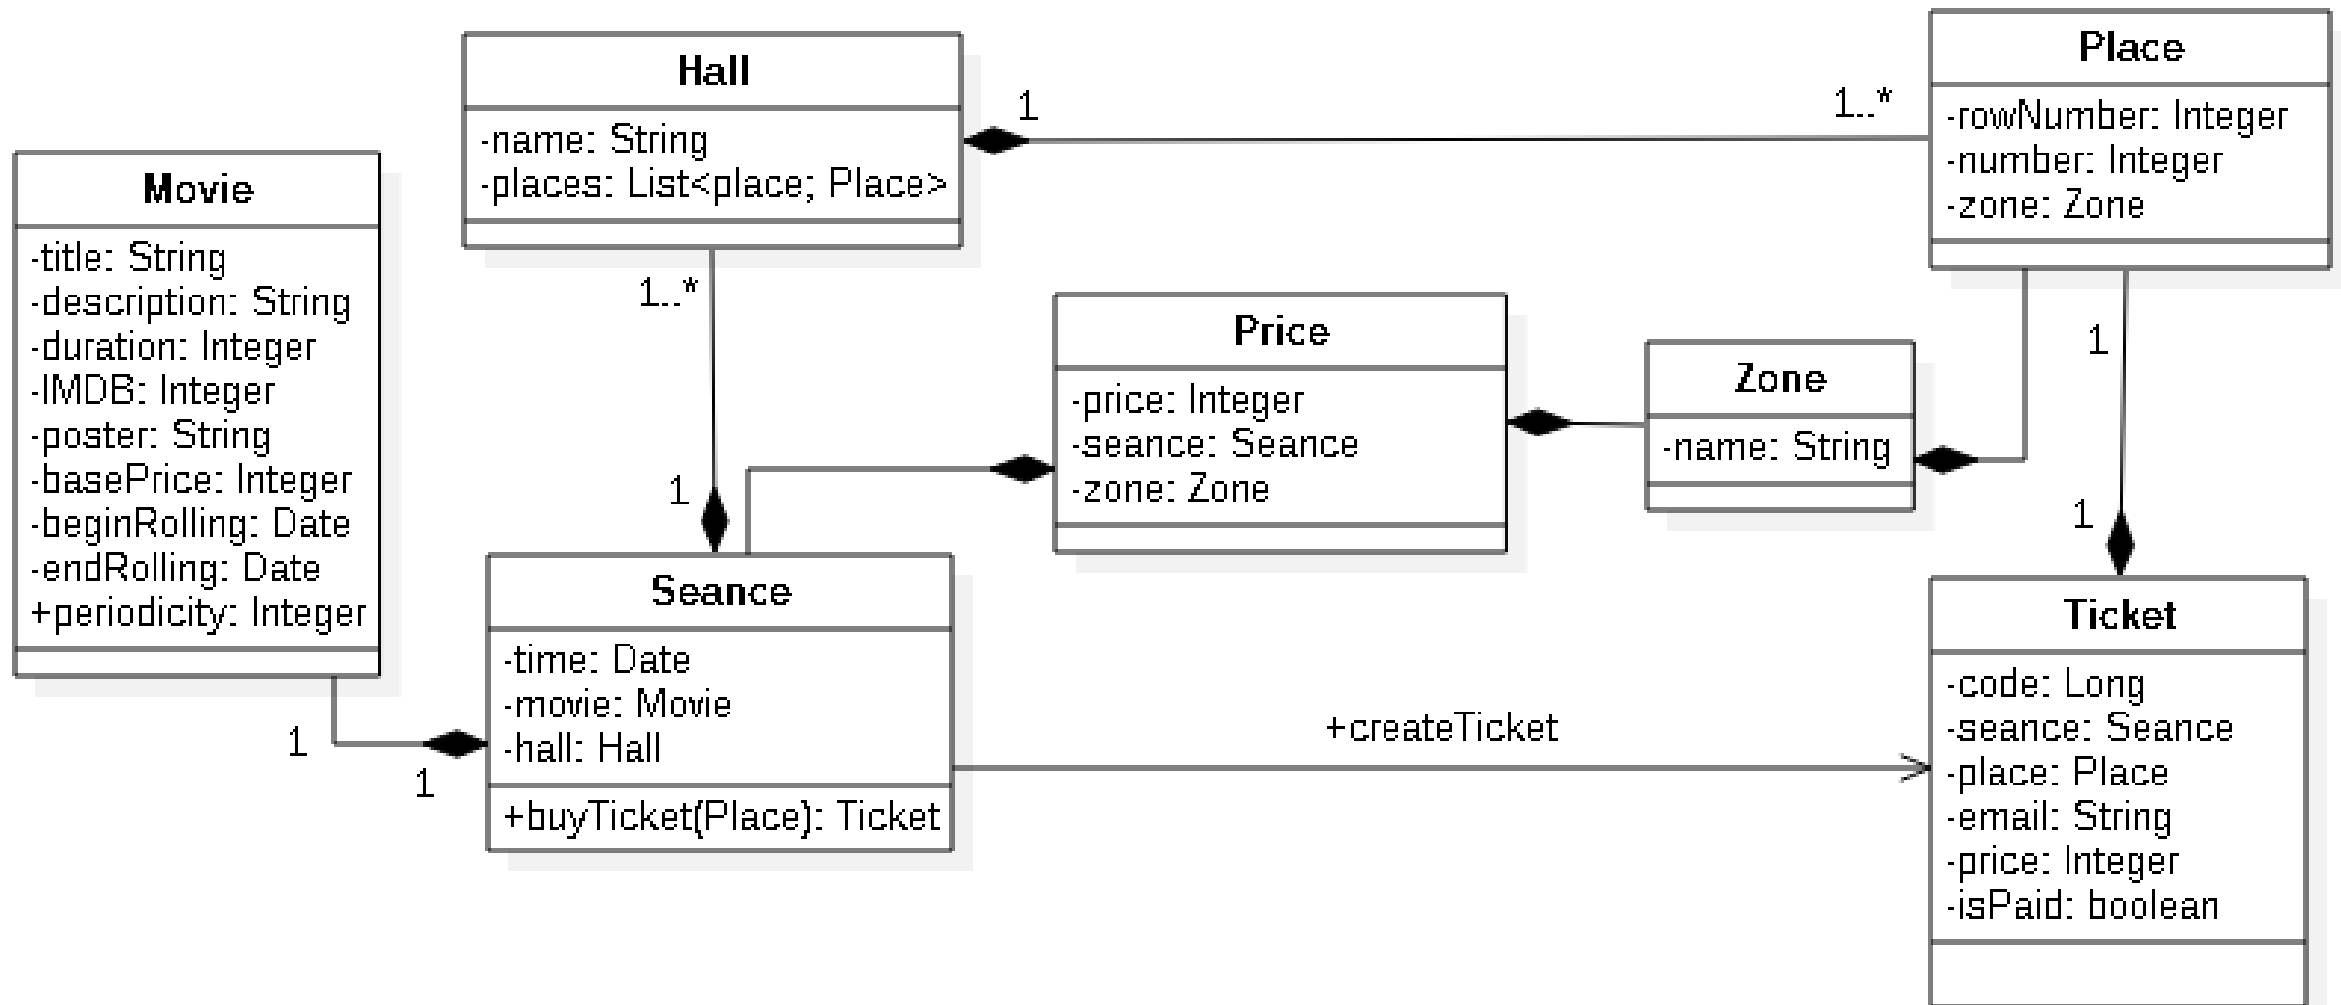 Movie
-title: String
-description: String
-duration: Integer
-IMDB: Integer
-poster: String
-basePrice: Integer
-beginRolling: Date
-endRolling: Date
+periodicity: Integer
Hall
-name: String
-places: List<place; Place>
1
1..*
Place
-rowNumber: Integer
-number: Integer
-zone: Zone
1..*
1
Price
-price: Integer
-seance: Seance
-zone: Zone
Zone
-name: String
1
1
Seance
-time: Date
-movie: Movie
-hall: Hall
+buyTicket(Place): Ticket
1
1
+createTicket
Ticket
-code: Long
-seance: Seance
-place: Place
-email: String
-price: Integer
-isPaid: boolean